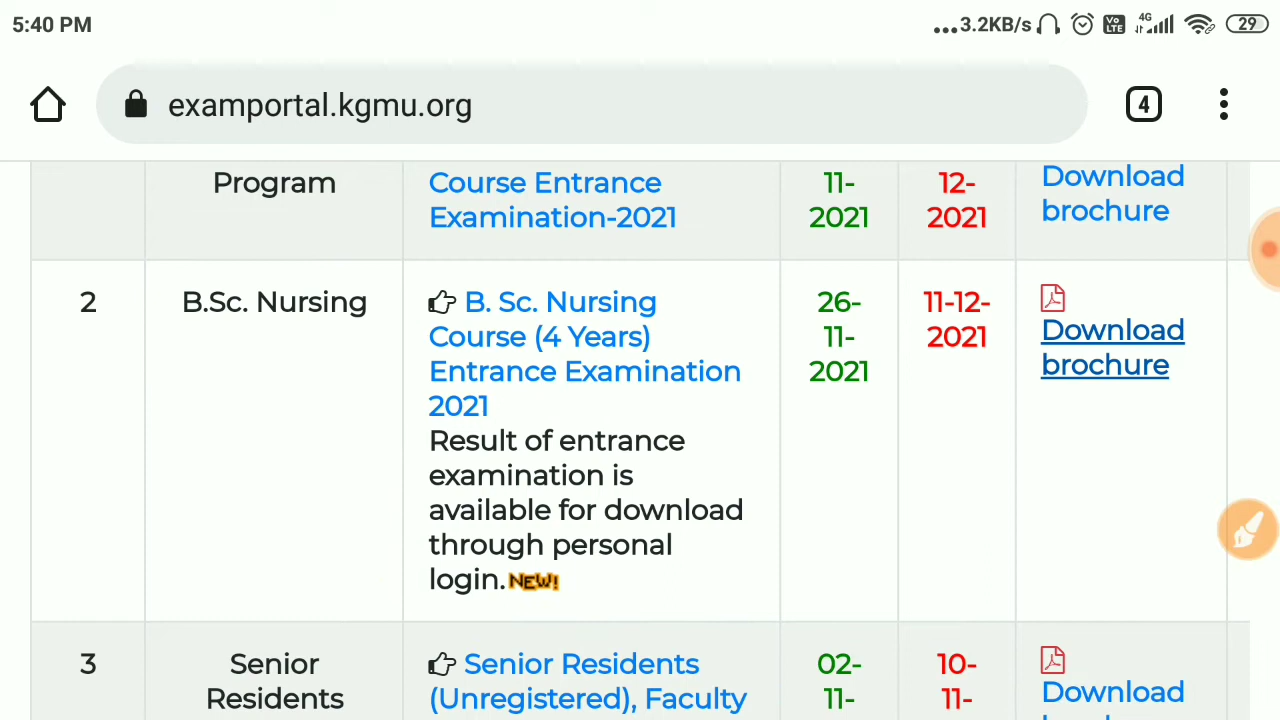 5:40 PM
...3.2KB/s Vo LTE 4G 29
examportal.kgmu.org
4
Program
Course Entrance
Examination-2021
11-
2021
12-
2021
Download
brochure
2
B.Sc. Nursing
B. Sc. Nursing
Course (4 Years)
Entrance Examination
2021
Result of entrance
examination is
available for download
through personal
login. NEW!
26-
11-
2021
11-12-
2021
Download
brochure
3
Senior
Residents
Senior Residents
(Unregistered), Faculty
02-
11-
10-
11-
Download